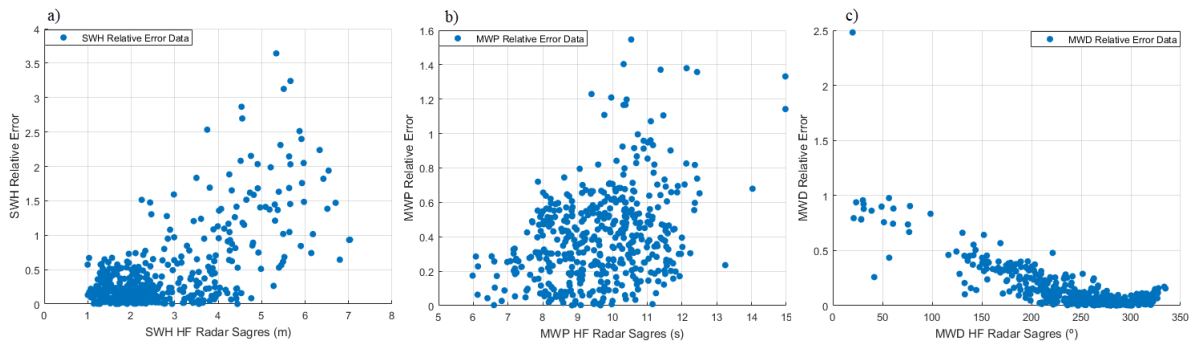 a)
SWH Relative Error Data
SWH Relative Error
4
3.5
3
2.5
2
1.5
1
0.5
0
0 1 2 3 4 5 6 7 8
SWH HF Radar Sagres (m)
b)
MWP Relative Error Data
MWP Relative Error
1.6
1.4
1.2
1
0.8
0.6
0.4
0.2
0
5 6 7 8 9 10 11 12 13 14 15
MWP HF Radar Sagres (s)
c)
MWD Relative Error Data
MWD Relative Error
2.5
2
1.5
1
0.5
0
0 50 100 150 200 250 300 350
MWD HF Radar Sagres (º)